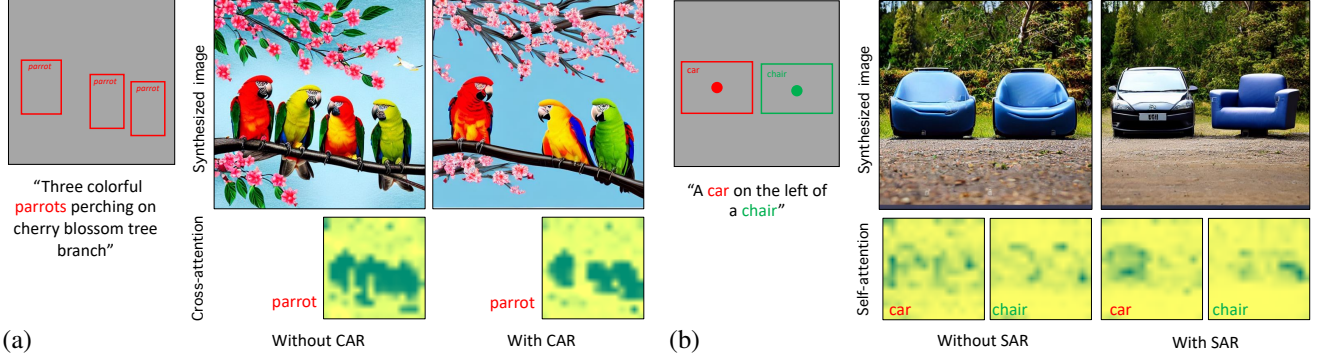 parrot
parrot
parrot
“Three colorful
parrots perching on
cherry blossom tree
branch”
(a)
Synthesized image
Cross-attention
parrot
parrot
Without CAR
With CAR
car
chair
“A car on the left of
a chair”
(b)
Synthesized image
Self-attention
car
chair
car
chair
Without SAR
With SAR